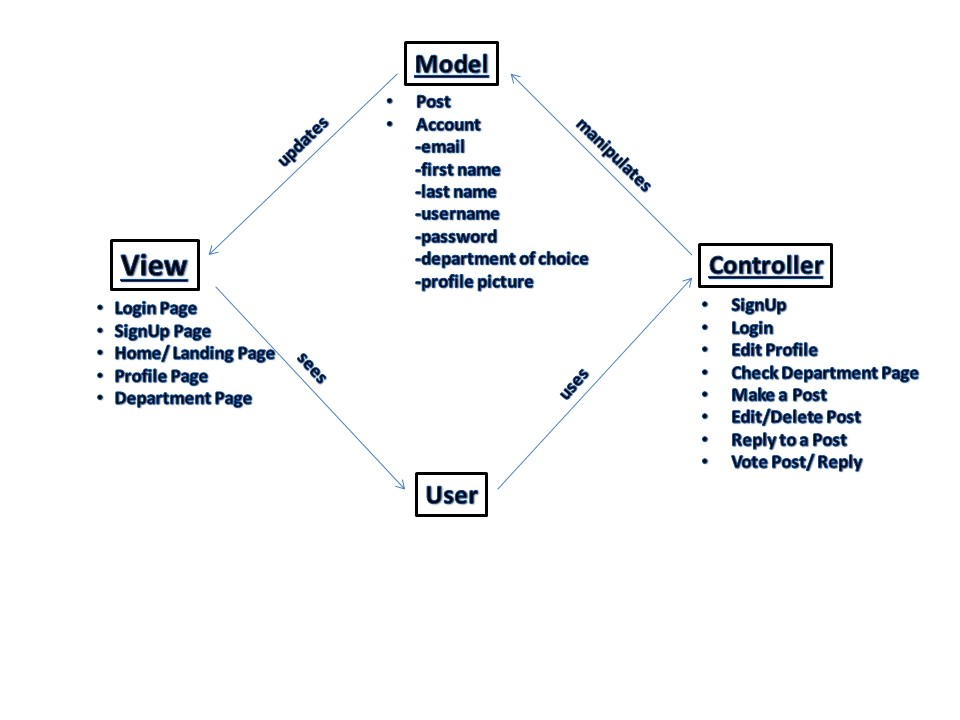 Model
• Post
• Account
-email
-first name
-last name
-username
-password
-department of choice
-profile picture
updates
manipulates
View
• Login Page
• SignUp Page
• Home/ Landing Page
• Profile Page
• Department Page
Controller
• SignUp
• Login
• Edit Profile
• Check Department Page
• Make a Post
• Edit/Delete Post
• Reply to a Post
• Vote Post/ Reply
sees
uses
User